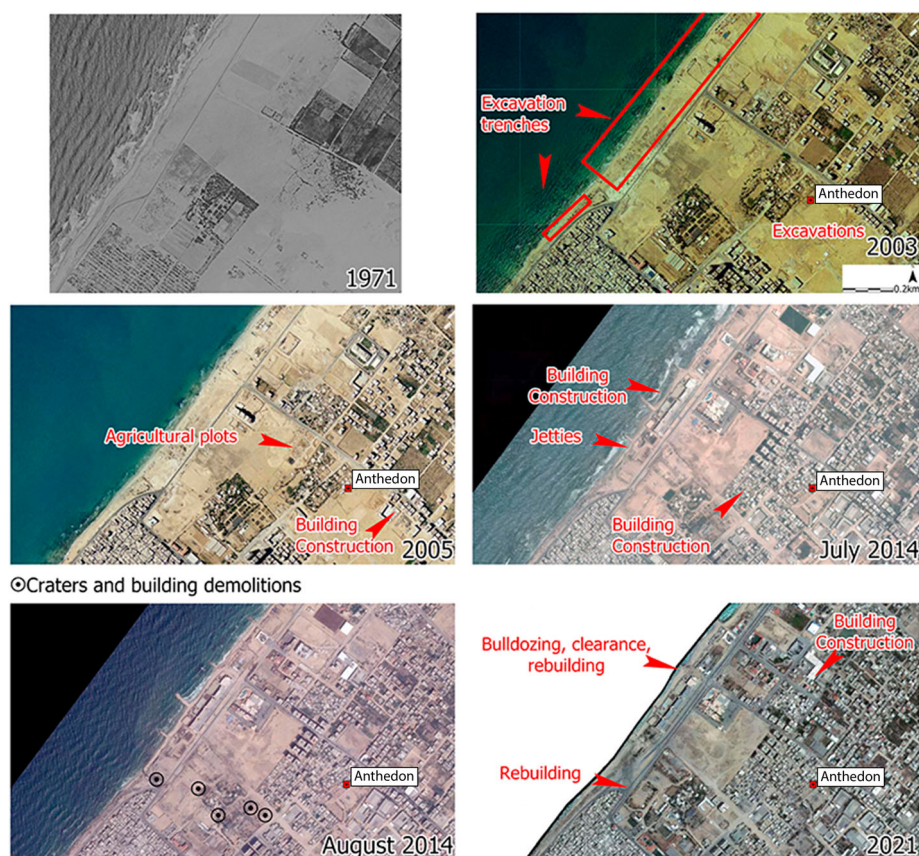 1971
Excavation
trenches
Anthedon
Excavations
2003
0.2km
Agricultural plots
Anthedon
Building
Construction
2005
Building
Construction
Jetties
Anthedon
Building
Construction
July 2014
Craters and building demolitions
Anthedon
August 2014
Bulldozing, clearance,
rebuilding
Building
Construction
Rebuilding
Anthedon
2021